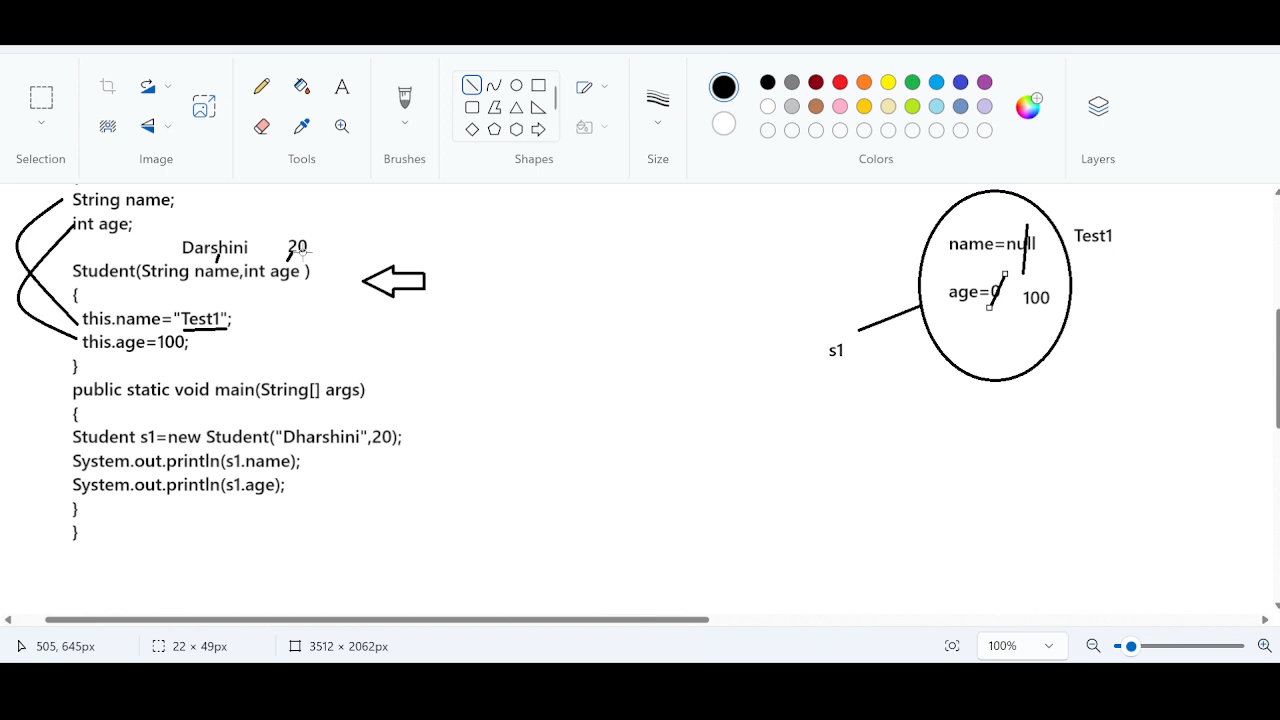 Selection
Image
Tools
Brushes
Shapes
Size
Colors
Layers
String name;
int age;
Darshini 20
Student(String name,int age )
{
this.name="Test1";
this.age=100;
}
public static void main(String[] args)
{
Student s1=new Student("Dharshini",20);
System.out.println(s1.name);
System.out.println(s1.age);
}
}
name=null
Test1
age=0
100
s1
505, 645px
22 × 49px
3512 × 2062px
100%